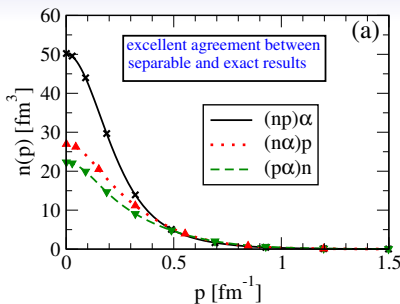 (a)
excellent agreement between
separable and exact results
(np)α
(nα)p
(pα)n
n(p) [fm³]
60
50
40
30
20
10
0
0
0.5
1
1.5
p [fm⁻¹]